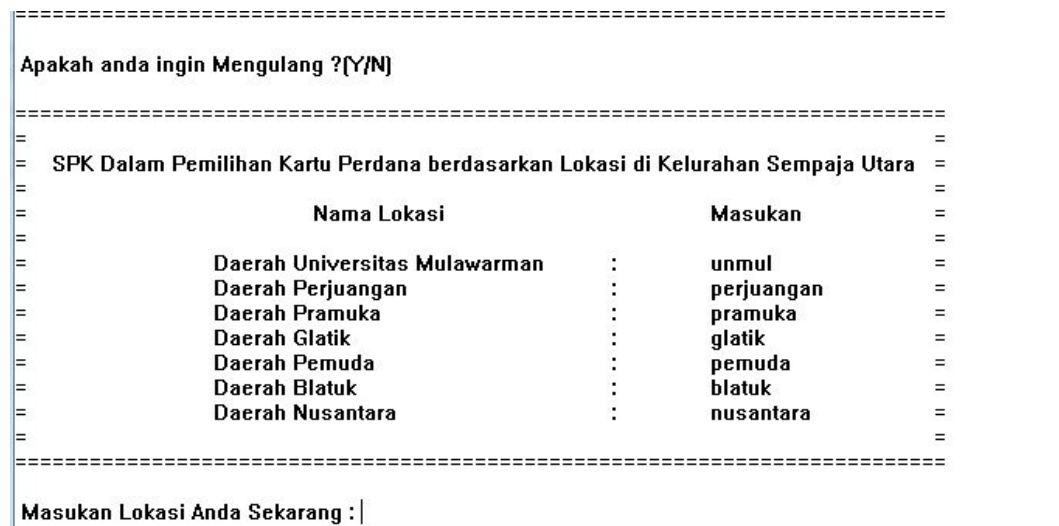 ===========================================================================
Apakah anda ingin Mengulang ?(Y/N)
===========================================================================
= =
= SPK Dalam Pemilihan Kartu Perdana berdasarkan Lokasi di Kelurahan Sempaja Utara =
= =
= Nama Lokasi Masukan =
= =
= Daerah Universitas Mulawarman : unmul =
= Daerah Perjuangan : perjuangan =
= Daerah Pramuka : pramuka =
= Daerah Glatik : glatik =
= Daerah Pemuda : pemuda =
= Daerah Blatuk : blatuk =
= Daerah Nusantara : nusantara =
= =
===========================================================================
Masukan Lokasi Anda Sekarang :